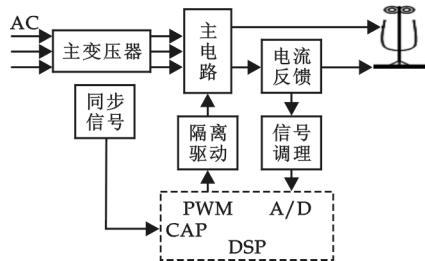 AC
主变压器
主
电
路
电流
反馈
同步
信号
隔离
驱动
信号
调理
PWM A/D
CAP
DSP